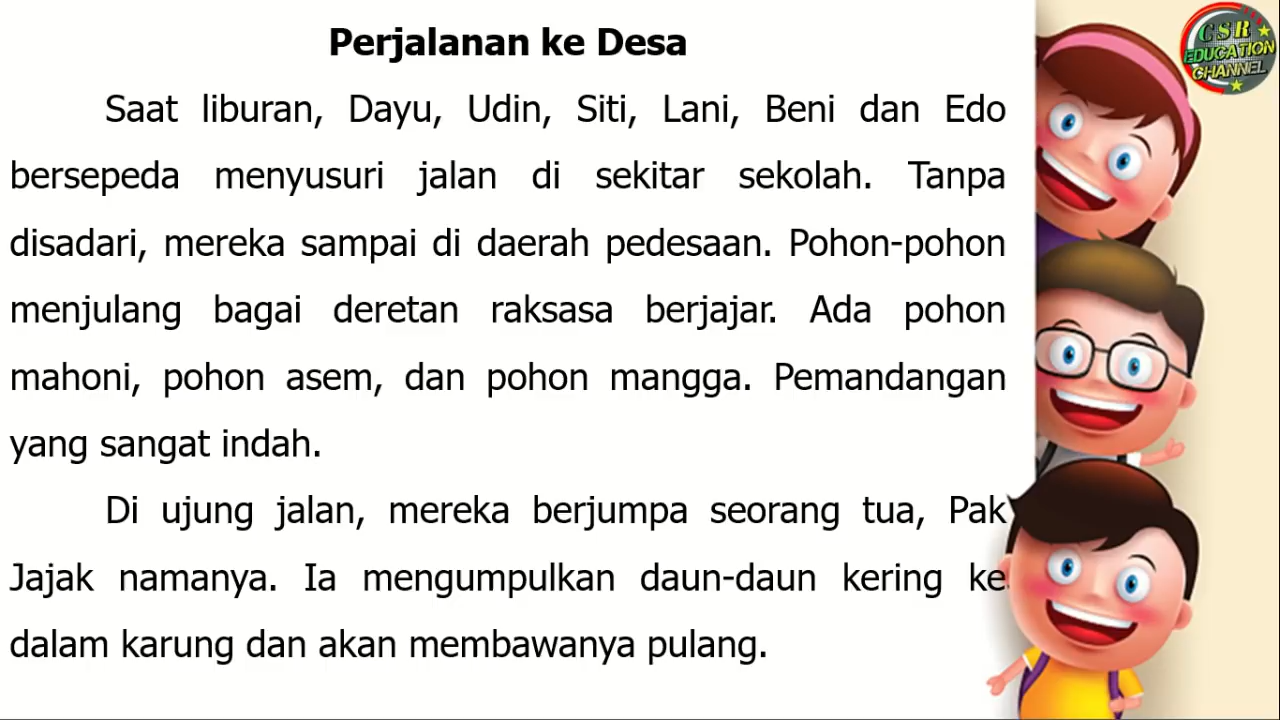 Perjalanan ke Desa
Saat liburan, Dayu, Udin, Siti, Lani, Beni dan Edo
bersepeda menyusuri jalan di sekitar sekolah. Tanpa
disadari, mereka sampai di daerah pedesaan. Pohon-pohon
menjulang bagai deretan raksasa berjajar. Ada pohon
mahoni, pohon asem, dan pohon mangga. Pemandangan
yang sangat indah.
Di ujung jalan, mereka berjumpa seorang tua, Pak
Jajak namanya. Ia mengumpulkan daun-daun kering ke
dalam karung dan akan membawanya pulang.
GSR
EDUCATION
CHANNEL